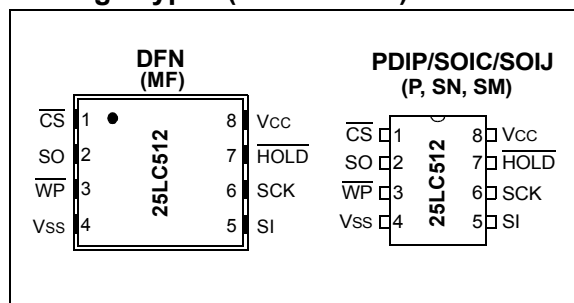 DFN
(MF)
CS 1
SO 2
WP 3
Vss 4
25LC512
8 Vcc
7 HOLD
6 SCK
5 SI
PDIP/SOIC/SOIJ
(P, SN, SM)
CS 1
SO 2
WP 3
Vss 4
25LC512
8 Vcc
7 HOLD
6 SCK
5 SI